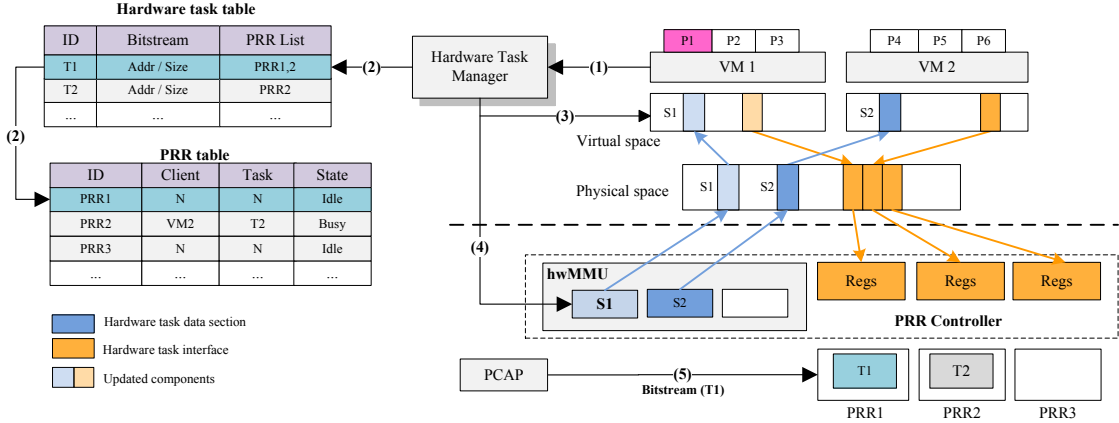 Hardware task table
ID Bitstream PRR List
T1 Addr / Size PRR1,2
T2 Addr / Size PRR2
... ... ...
(2)
(2)
PRR table
ID Client Task State
PRR1 N N Idle
PRR2 VM2 T2 Busy
PRR3 N N Idle
... ... ... ...
Hardware task data section
Hardware task interface
Updated components
Hardware Task
Manager
(1)
(3)
(4)
P1 P2 P3
VM 1
P4 P5 P6
VM 2
S1
S2
Virtual space
Physical space
S1
S2
hwMMU
S1 S2
Regs Regs Regs
PRR Controller
PCAP
(5)
Bitstream (T1)
T1 T2
PRR1 PRR2 PRR3